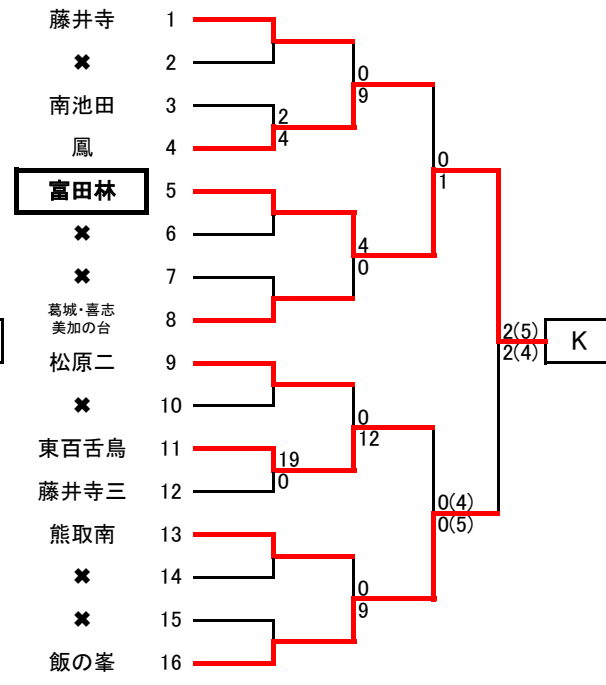 藤井寺 1
✖ 2
南池田 3
鳳 4
富田林 5
✖ 6
✖ 7
葛城・喜志
美加の台 8
松原二 9
✖ 10
東百舌鳥 11
藤井寺三 12
熊取南 13
✖ 14
✖ 15
飯の峯 16
2
4
19
0
0
9
4
0
0
12
0
9
0
1
0(4)
0(5)
2(5)
2(4)
K